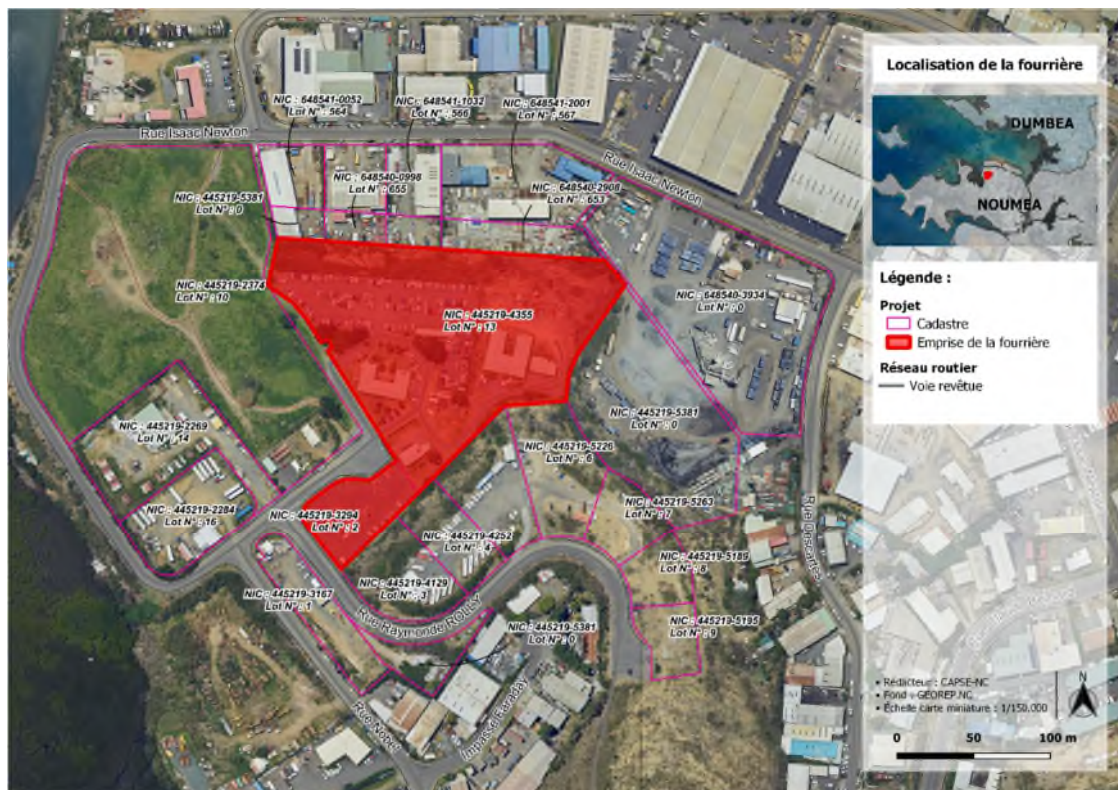 NIC : 648541-0052
Lot N° : 564
NIC : 648541-1032
Lot N° : 566
NIC : 648541-2001
Lot N° : 567
Rue Isaac Newton
Rue Isaac Newton
NIC : 648540-0998
Lot N° : 655
NIC : 445219-5381
Lot N° : 0
NIC : 648540-2908
Lot N° : 653
NIC : 445219-2374
Lot N° : 10
NIC : 445219-4355
Lot N° : 13
NIC : 648540-3934
Lot N° : 0
NIC : 445219-2269
Lot N° : 14
NIC : 445219-5381
Lot N° : 0
NIC : 445219-5226
Lot N° : 6
NIC : 445219-2284
Lot N° : 16
NIC : 445219-3294
Lot N° : 2
NIC : 445219-5263
Lot N° : 7
NIC : 445219-4252
Lot N° : 4
NIC : 445219-5189
Lot N° : 8
NIC : 445219-3167
Lot N° : 1
NIC : 445219-4129
Lot N° : 3
NIC : 445219-5195
Lot N° : 9
NIC : 445219-5381
Lot N° : 0
Rue Raymonde ROLLY
Rue Descartes
Rue Nobel
Impasse Faraday
Localisation de la fourrière
DUMBEA
NOUMEA
Légende :
Projet
Cadastre
Emprise de la fourrière
Réseau routier
Voie revêtue
• Rédacteur : CAPSE-NC
• Fond : GEOREP.NC
• Échelle carte miniature : 1/150.000
N
0 50 100 m